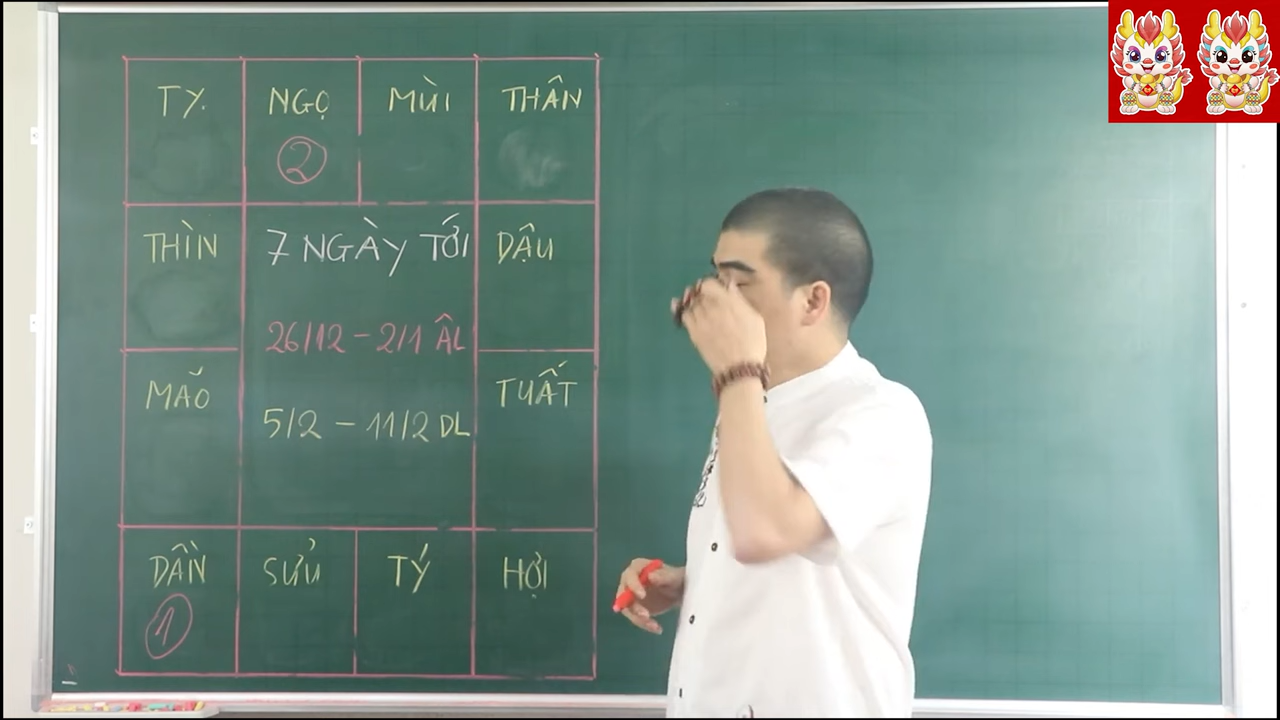 TỴ.
NGỌ
MÙI
THÂN
2
THÌN
7 NGÀY TỚI
DẬU
26/12 - 2/1 ÂL
MÃO
TUẤT
5/2 - 11/2 DL
DẦN
SỬU
TÝ
HỢI
1